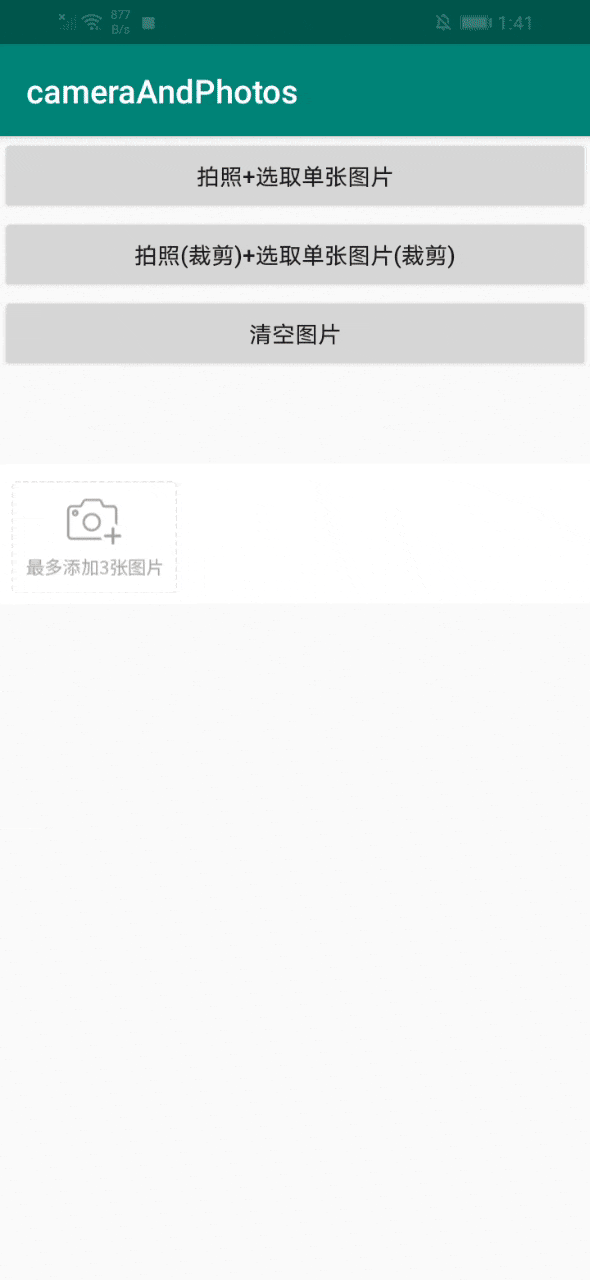 877
B/s
1:41
cameraAndPhotos
拍照+选取单张图片
拍照(裁剪)+选取单张图片(裁剪)
清空图片
最多添加3张图片